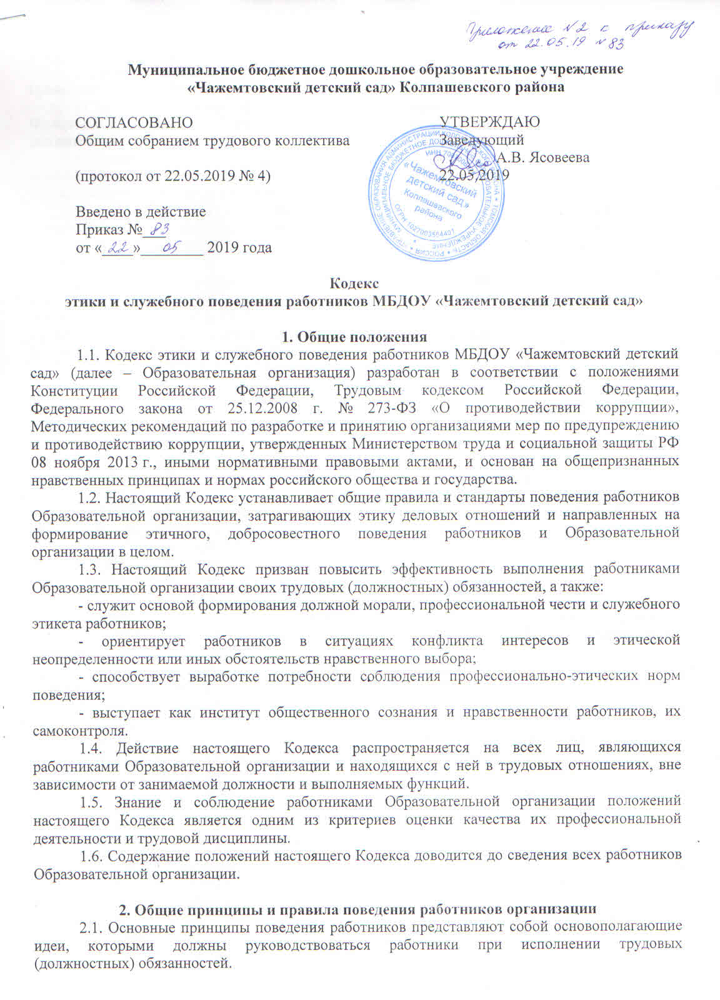 Приложение №2 к приказу
от 22.05.19 №83
Муниципальное бюджетное дошкольное образовательное учреждение
«Чажемтовский детский сад» Колпашевского района
СОГЛАСОВАНО
Общим собранием трудового коллектива
(протокол от 22.05.2019 № 4)
Введено в действие
Приказ № 83
от « 22 » 05 2019 года
УТВЕРЖДАЮ
Заведующий
А.В. Ясовеева
22.05.2019
«Чажемтовский
детский сад»
Колпашевского
района
Кодекс
этики и служебного поведения работников МБДОУ «Чажемтовский детский сад»
1. Общие положения
1.1. Кодекс этики и служебного поведения работников МБДОУ «Чажемтовский детский
сад» (далее – Образовательная организация) разработан в соответствии с положениями
Конституции Российской Федерации, Трудовым кодексом Российской Федерации,
Федерального закона от 25.12.2008 г. № 273-ФЗ «О противодействии коррупции»,
Методических рекомендаций по разработке и принятию организациями мер по предупреждению
и противодействию коррупции, утвержденных Министерством труда и социальной защиты РФ
08 ноября 2013 г., иными нормативными правовыми актами, и основан на общепризнанных
нравственных принципах и нормах российского общества и государства.
1.2. Настоящий Кодекс устанавливает общие правила и стандарты поведения работников
Образовательной организации, затрагивающих этику деловых отношений и направленных на
формирование этичного, добросовестного поведения работников и Образовательной
организации в целом.
1.3. Настоящий Кодекс призван повысить эффективность выполнения работниками
Образовательной организации своих трудовых (должностных) обязанностей, а также:
- служит основой формирования должной морали, профессиональной чести и служебного
этикета работников;
- ориентирует работников в ситуациях конфликта интересов и этической
неопределенности или иных обстоятельств нравственного выбора;
- способствует выработке потребности соблюдения профессионально-этических норм
поведения;
- выступает как институт общественного сознания и нравственности работников, их
самоконтроля.
1.4. Действие настоящего Кодекса распространяется на всех лиц, являющихся
работниками Образовательной организации и находящихся с ней в трудовых отношениях, вне
зависимости от занимаемой должности и выполняемых функций.
1.5. Знание и соблюдение работниками Образовательной организации положений
настоящего Кодекса является одним из критериев оценки качества их профессиональной
деятельности и трудовой дисциплины.
1.6. Содержание положений настоящего Кодекса доводится до сведения всех работников
Образовательной организации.
2. Общие принципы и правила поведения работников организации
2.1. Основные принципы поведения работников представляют собой основополагающие
идеи, которыми должны руководствоваться работники при исполнении трудовых
(должностных) обязанностей.